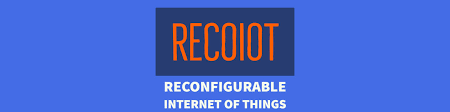 RECOIOT
RECONFIGURABLE
INTERNET OF THINGS